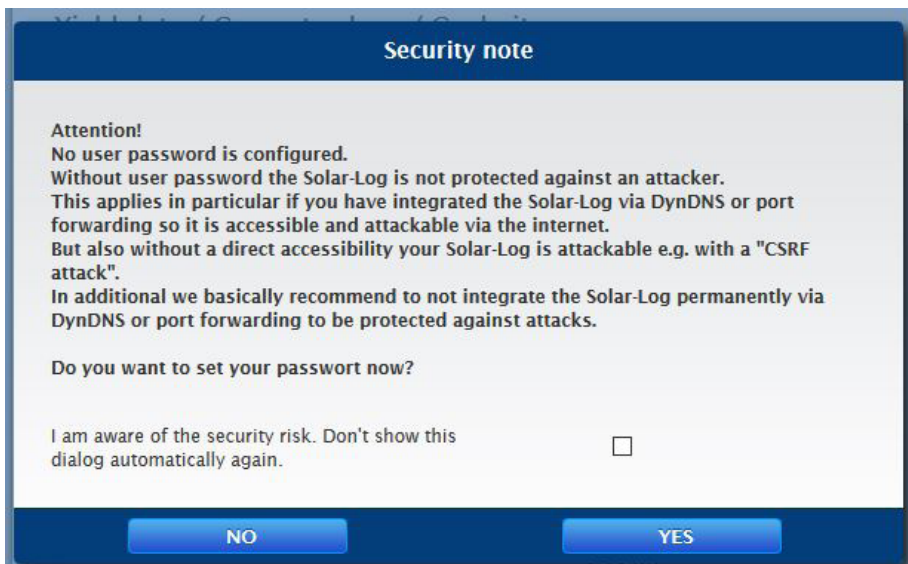 Security note
Attention!
No user password is configured.
Without user password the Solar-Log is not protected against an attacker.
This applies in particular if you have integrated the Solar-Log via DynDNS or port
forwarding so it is accessible and attackable via the internet.
But also without a direct accessibility your Solar-Log is attackable e.g. with a "CSRF
attack".
In additional we basically recommend to not integrate the Solar-Log permanently via
DynDNS or port forwarding to be protected against attacks.
Do you want to set your passwort now?
I am aware of the security risk. Don't show this
dialog automatically again.
NO
YES